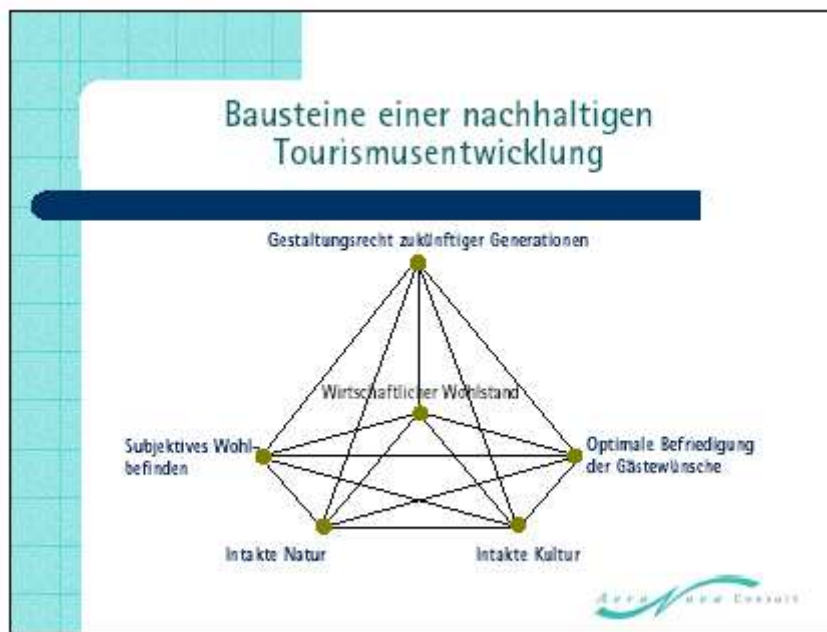 Bausteine einer nachhaltigen
Tourismusentwicklung
Gestaltungsrecht zukünftiger Generationen
Wirtschaftlicher Wohlstand
Subjektives Wohl-
befinden
Optimale Befriedigung
der Gästewünsche
Intakte Natur
Intakte Kultur
Consult